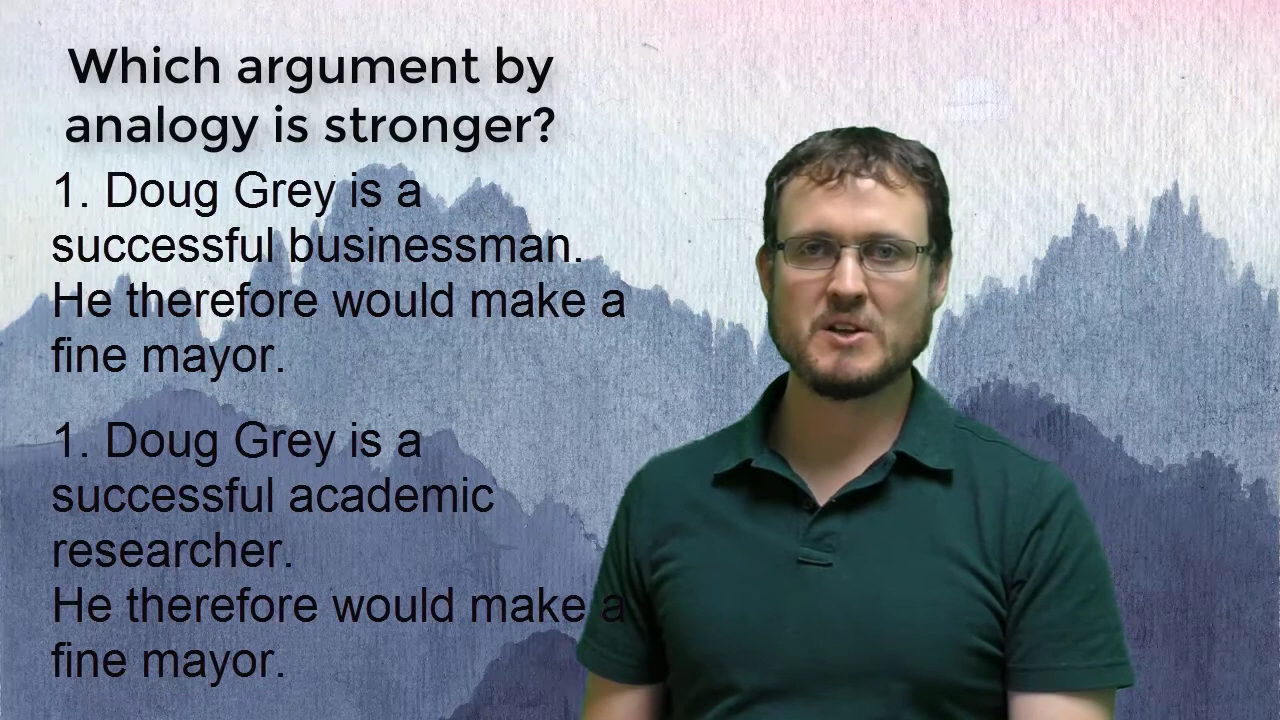 Which argument by
analogy is stronger?
1. Doug Grey is a
successful businessman.
He therefore would make a
fine mayor.
1. Doug Grey is a
successful academic
researcher.
He therefore would make a
fine mayor.